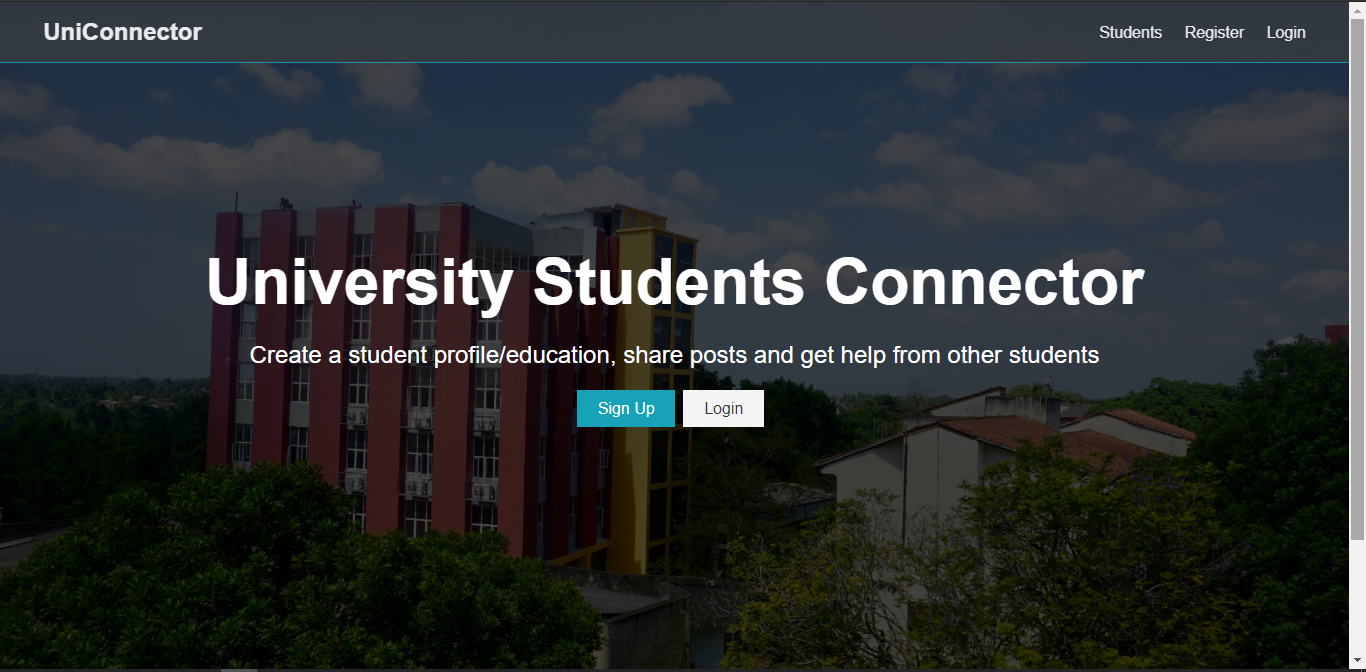 UniConnector
Students Register Login
University Students Connector
Create a student profile/education, share posts and get help from other students
Sign Up Login